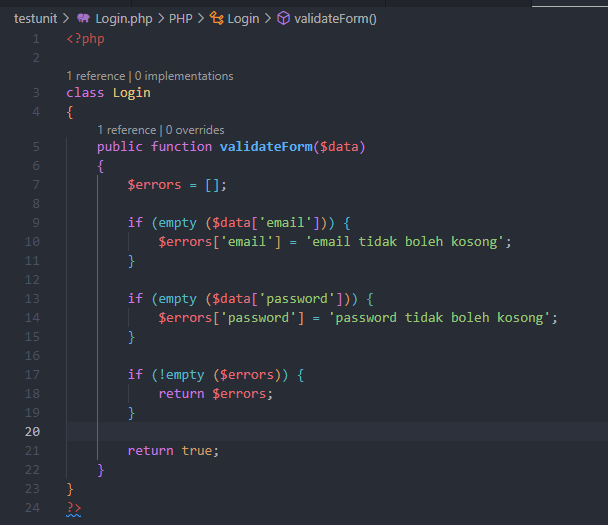 testunit > Login.php > PHP > Login > validateForm()
1 <?php
2
1 reference | 0 implementations
3 class Login
4 {
1 reference | 0 overrides
5 public function validateForm($data)
6 {
7 $errors = [];
8
9 if (empty ($data['email'])) {
10 $errors['email'] = 'email tidak boleh kosong';
11 }
12
13 if (empty ($data['password'])) {
14 $errors['password'] = 'password tidak boleh kosong';
15 }
16
17 if (!empty ($errors)) {
18 return $errors;
19 }
20
21 return true;
22 }
23 }
24 ?>